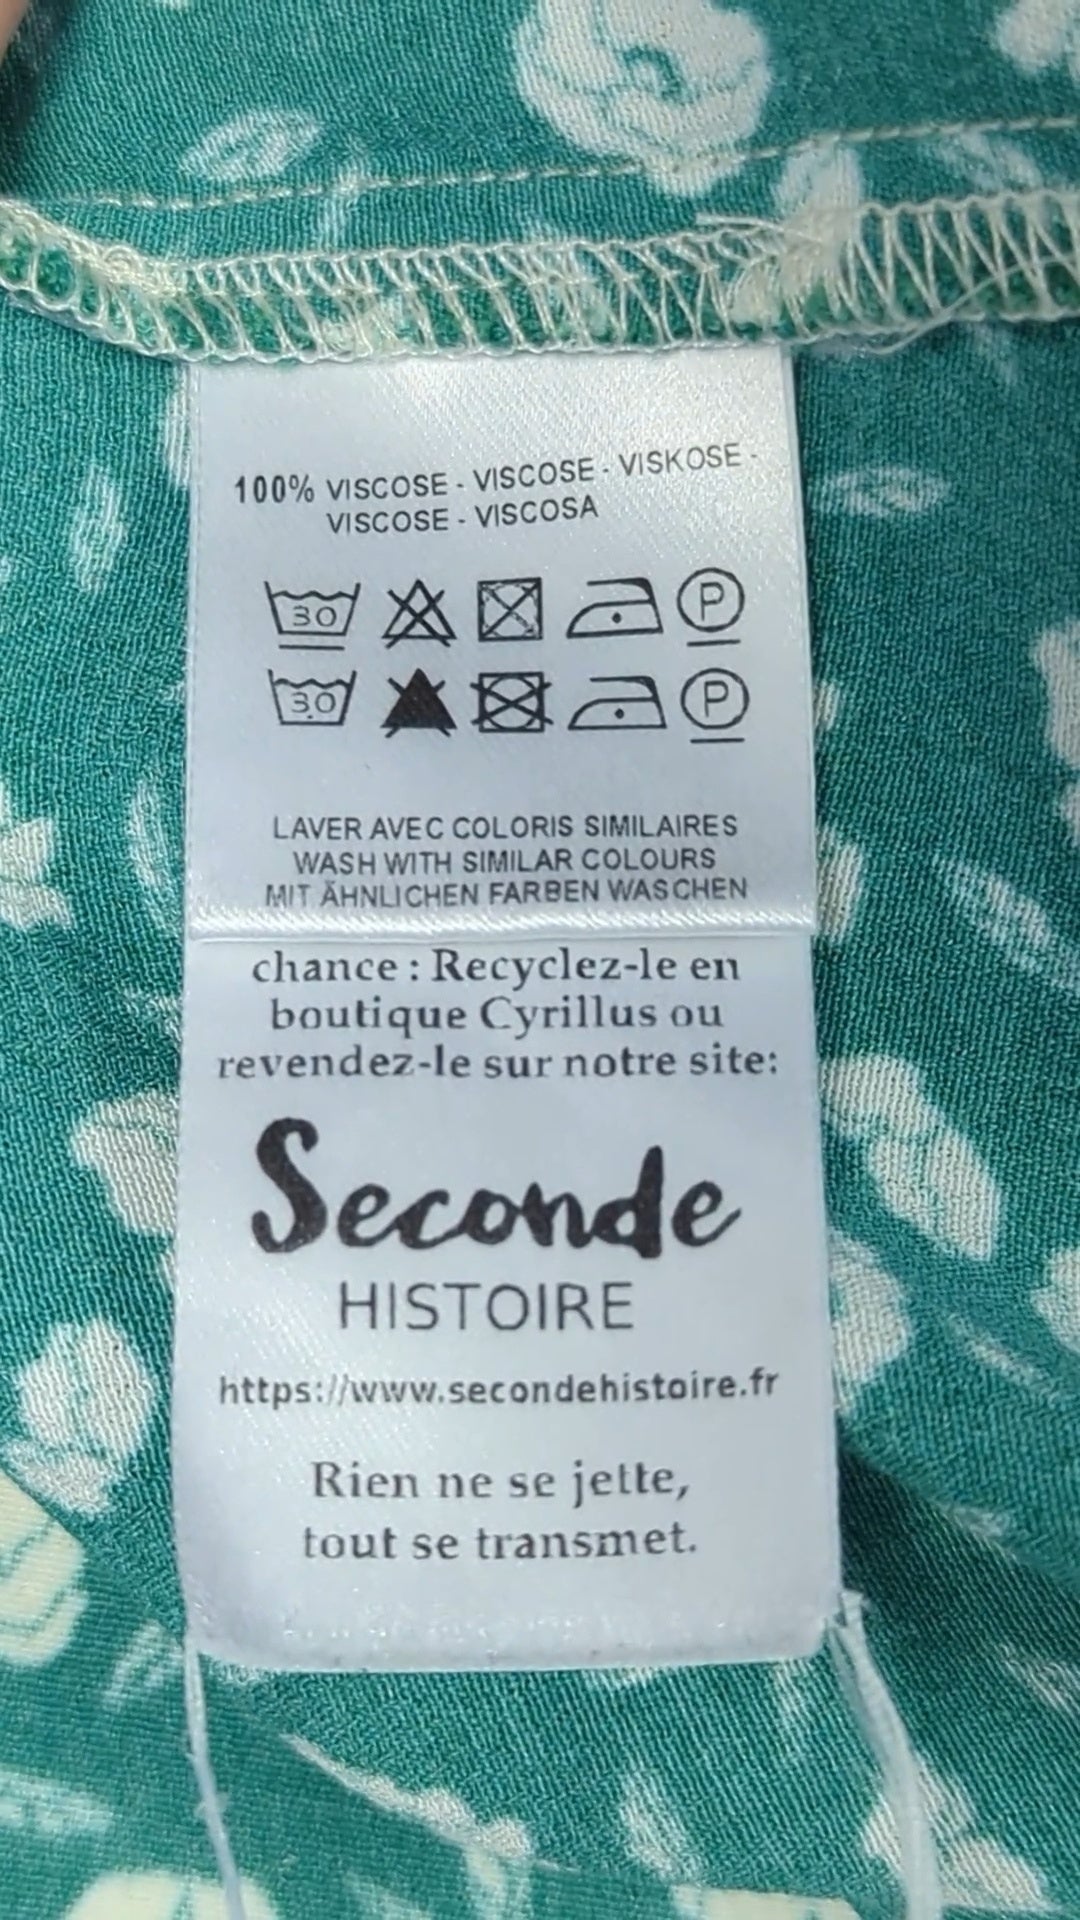 100% VISCOSE - VISCOSE - VISKOSE -
VISCOSE - VISCOSA
30 P
30 P
LAVER AVEC COLORIS SIMILAIRES
WASH WITH SIMILAR COLOURS
MIT ÄHNLICHEN FARBEN WASCHEN
chance : Recyclez-le en
boutique Cyrillus ou
revendez-le sur notre site:
Seconde
HISTOIRE
https://www.secondehistoire.fr
Rien ne se jette,
tout se transmet.